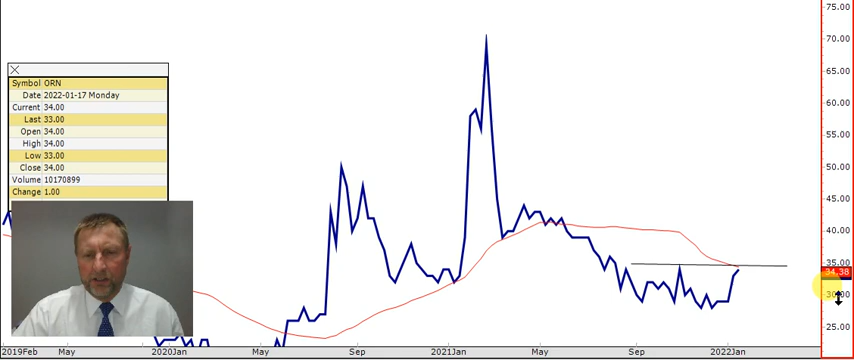 Symbol ORN
Date 2022-01-17 Monday
Current 34.00
Last 33.00
Open 34.00
High 34.00
Low 33.00
Close 34.00
Volume 10170899
Change 1.00
75.00
70.00
65.00
60.00
55.00
50.00
45.00
40.00
35.00
34.38
30.00
25.00
2019Feb May 2020Jan May Sep 2021Jan May Sep 2022Jan